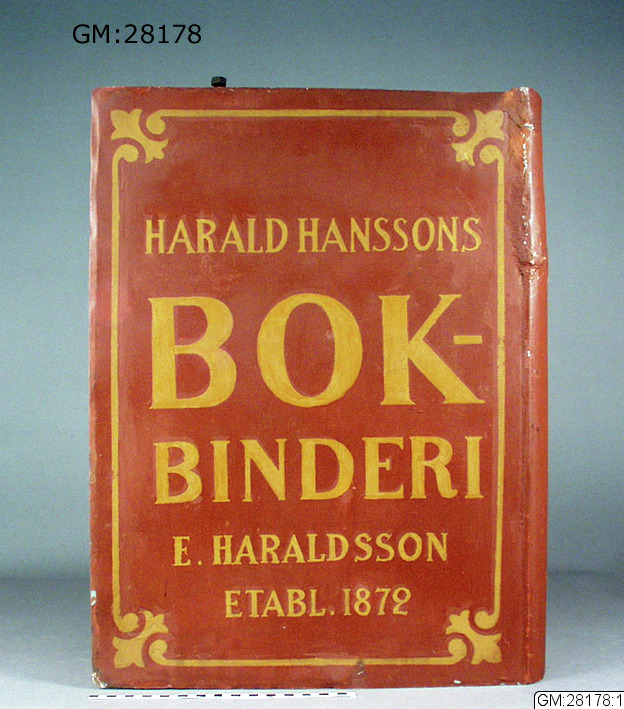 GM:28178
HARALD HANSSONS
BOK-
BINDERI
E. HARALDSSON
ETABL. 1872
GM:28178:1